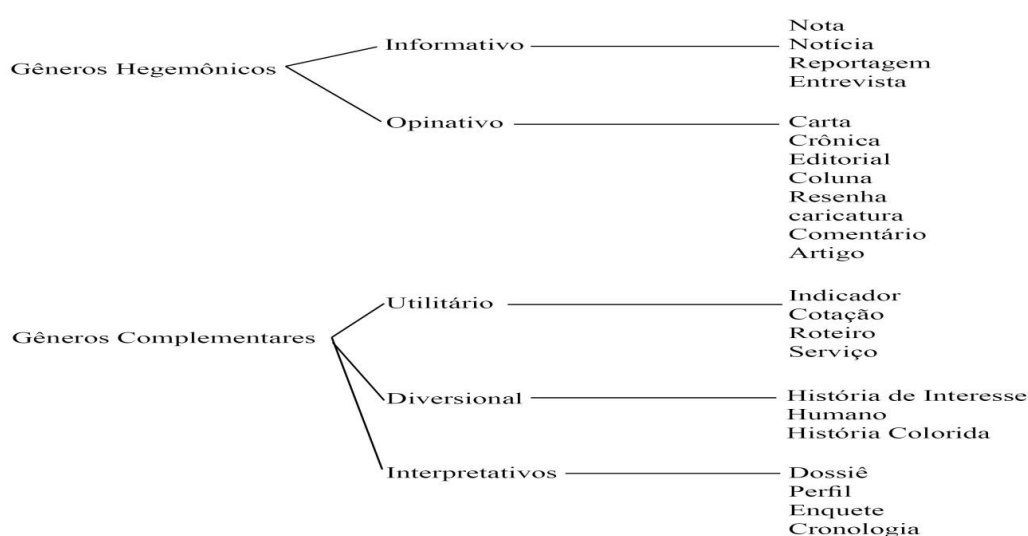 Gêneros Hegemônicos
Informativo
Nota
Notícia
Reportagem
Entrevista
Opinativo
Carta
Crônica
Editorial
Coluna
Resenha
caricatura
Comentário
Artigo
Gêneros Complementares
Utilitário
Indicador
Cotação
Roteiro
Serviço
Diversional
História de Interesse
Humano
História Colorida
Interpretativos
Dossiê
Perfil
Enquete
Cronologia